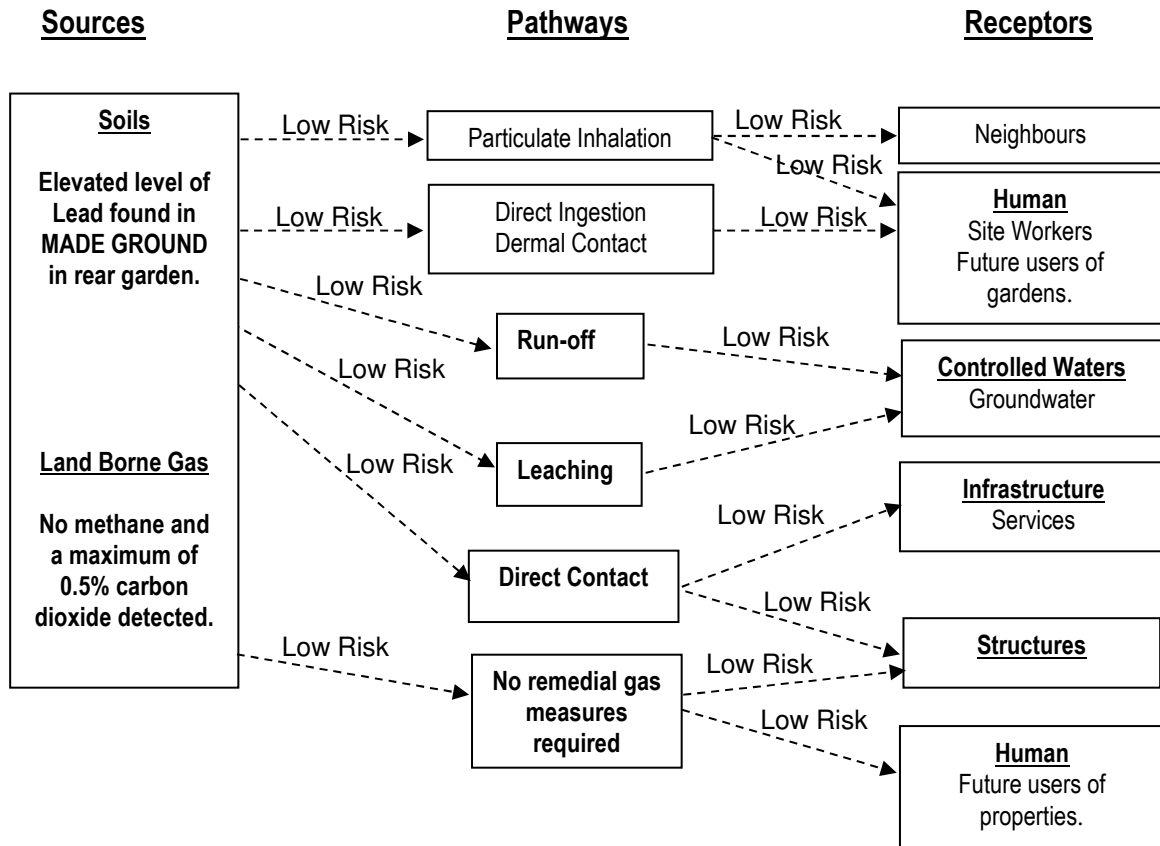 Sources
Pathways
Receptors
Soils
Elevated level of
Lead found in
MADE GROUND
in rear garden.
Land Borne Gas
No methane and
a maximum of
0.5% carbon
dioxide detected.
Low Risk
Low Risk
Low Risk
Low Risk
Low Risk
Low Risk
Particulate Inhalation
Direct Ingestion
Dermal Contact
Run-off
Leaching
Direct Contact
No remedial gas
measures
required
Low Risk
Low Risk
Low Risk
Low Risk
Low Risk
Low Risk
Low Risk
Low Risk
Low Risk
Neighbours
Human
Site Workers
Future users of
gardens.
Controlled Waters
Groundwater
Infrastructure
Services
Structures
Human
Future users of
properties.